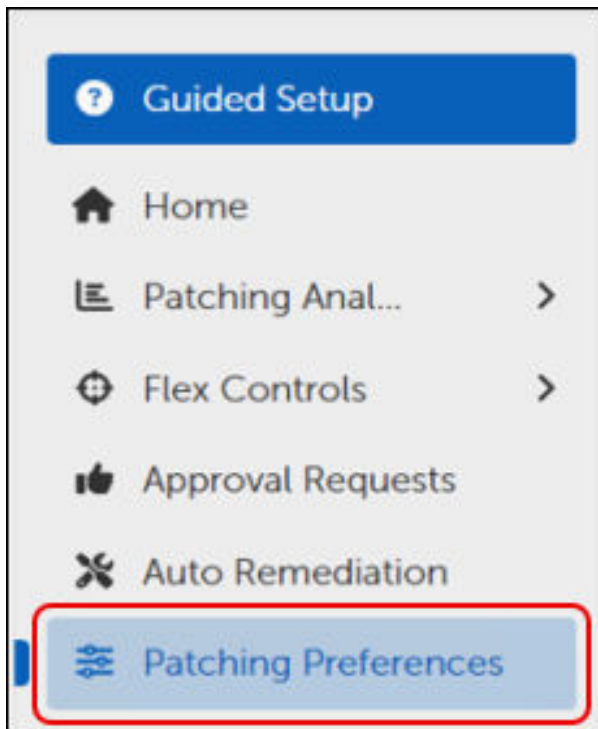 Guided Setup
Home
Patching Anal...
Flex Controls
Approval Requests
Auto Remediation
Patching Preferences